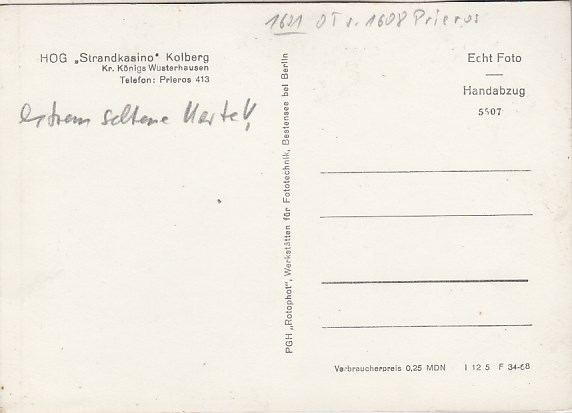 1621 OT v. 1608 Prieros
HOG „Strandkasino“ Kolberg
Kr. Königs Wusterhausen
Telefon: Prieros 413
extrem seltene Karte!
PGH „Rotophot“, Werkstätten für Fototechnik, Bestensee bei Berlin
Echt Foto
Handabzug
5507
Verbraucherpreis 0,25 MDN I 12 5 F 34-68